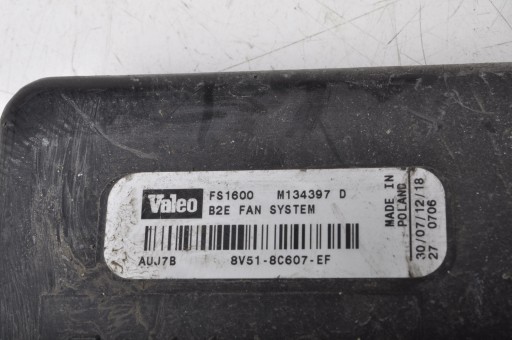 Valeo
FS1600 M134397 D
B2E FAN SYSTEM
AUJ7B 8V51-8C607-EF
MADE IN
POLAND
30/07/12/18
27 0706